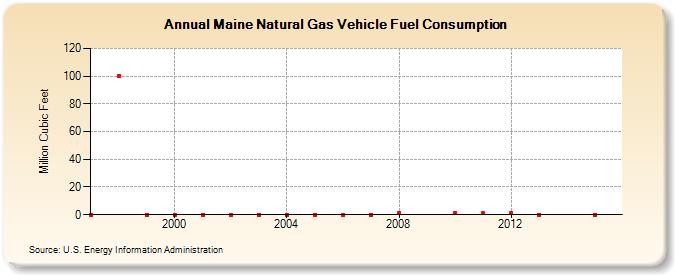 Annual Maine Natural Gas Vehicle Fuel Consumption
Million Cubic Feet
120
100
80
60
40
20
0
2000 2004 2008 2012
Source: U.S. Energy Information Administration